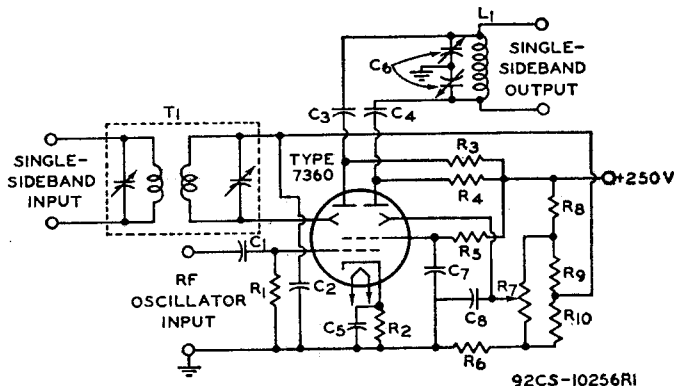 L1
C6
SINGLE-
SIDEBAND
OUTPUT
C3
C4
T1
TYPE
7360
R3
R4
+250V
SINGLE-
SIDEBAND
INPUT
R8
R5
C1
C7
R7
R9
RF
OSCILLATOR
INPUT
R1
C2
C8
R10
C5
R2
R6
92CS-10256R1